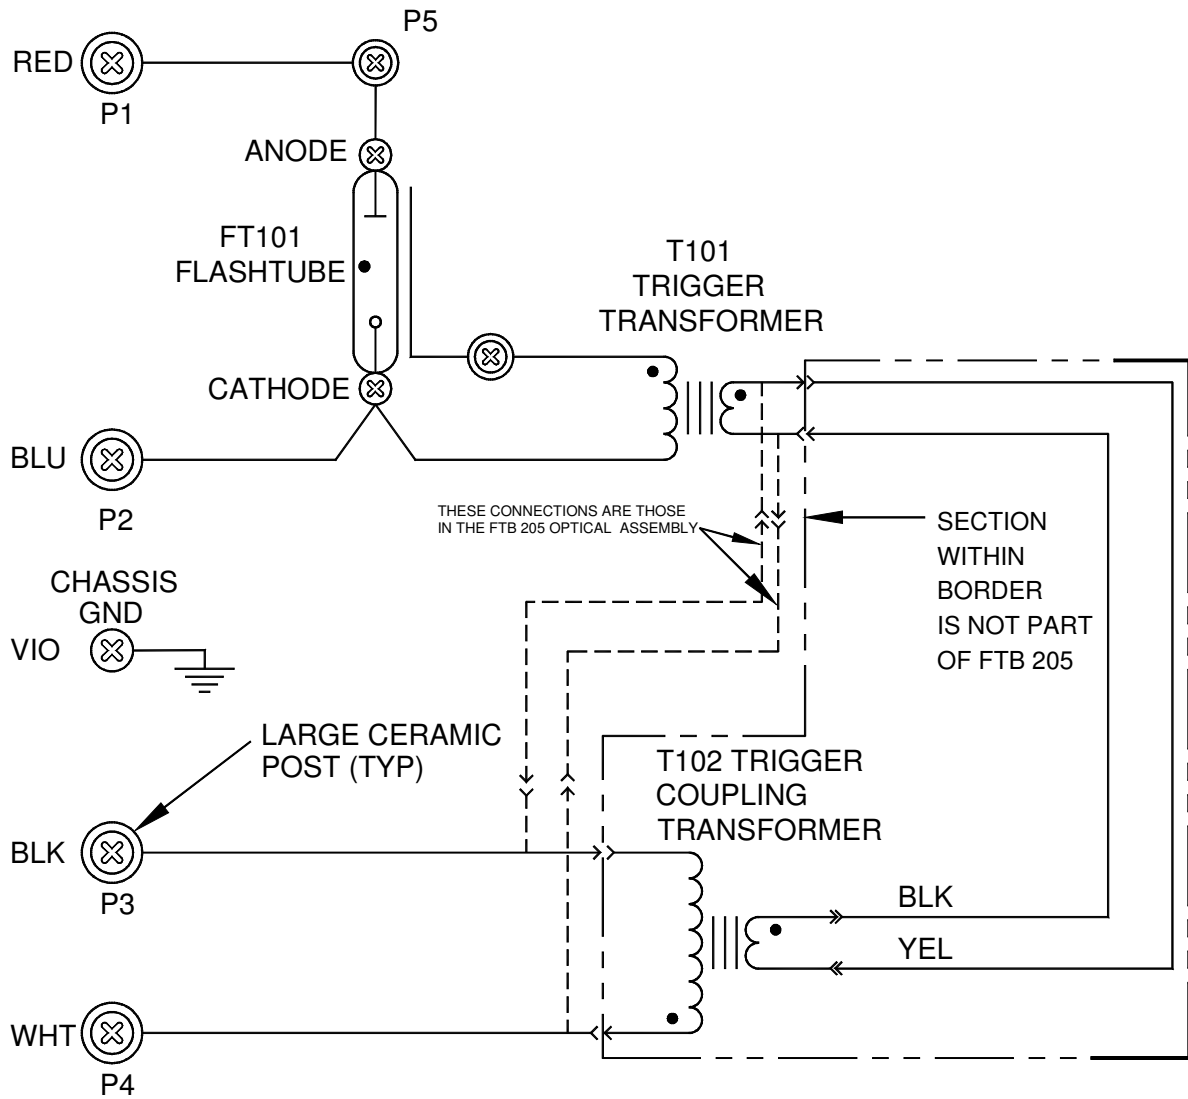 P5
RED
P1
ANODE
FT101
FLASHTUBE
T101
TRIGGER
TRANSFORMER
CATHODE
BLU
P2
THESE CONNECTIONS ARE THOSE
IN THE FTB 205 OPTICAL ASSEMBLY
SECTION
WITHIN
BORDER
IS NOT PART
OF FTB 205
CHASSIS
GND
VIO
LARGE CERAMIC
POST (TYP)
T102 TRIGGER
COUPLING
TRANSFORMER
BLK
P3
BLK
YEL
WHT
P4